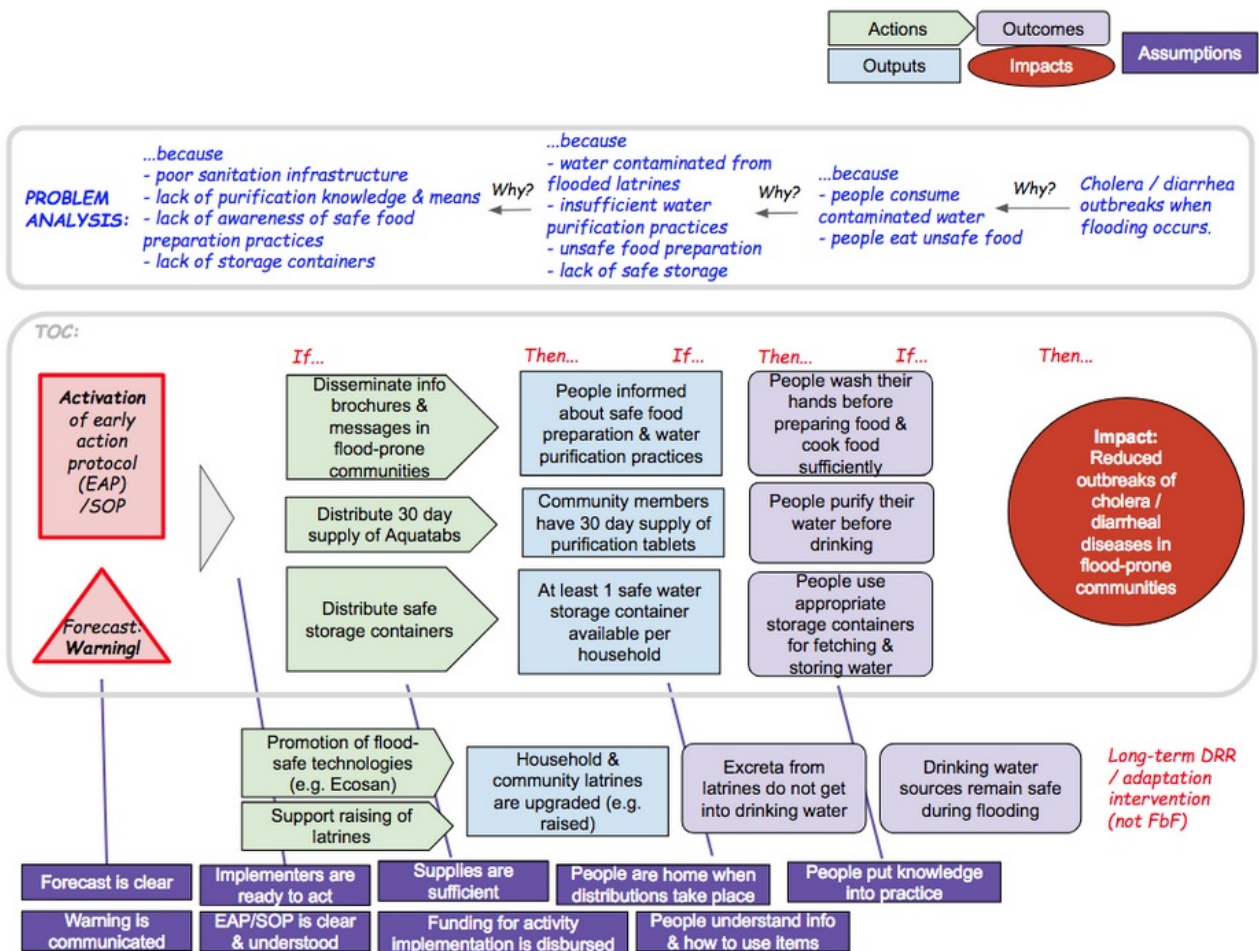 Actions
Outcomes
Outputs
Impacts
Assumptions
PROBLEM
ANALYSIS:
...because
- poor sanitation infrastructure
- lack of purification knowledge & means
- lack of awareness of safe food
preparation practices
- lack of storage containers
Why?
...because
- water contaminated from
flooded latrines
- insufficient water
purification practices
- unsafe food preparation
- lack of safe storage
Why?
...because
- people consume
contaminated water
- people eat unsafe food
Why?
Cholera / diarrhea
outbreaks when
flooding occurs.
TOC:
If...
Then...
If...
Then...
If...
Then...
Activation
of early
action
protocol
(EAP)
/SOP
Forecast:
Warning!
Disseminate info
brochures &
messages in
flood-prone
communities
People informed
about safe food
preparation & water
purification practices
People wash their
hands before
preparing food &
cook food
sufficiently
Distribute 30 day
supply of Aquatabs
Community members
have 30 day supply of
purification tablets
People purify their
water before
drinking
Distribute safe
storage containers
At least 1 safe water
storage container
available per
household
People use
appropriate
storage containers
for fetching &
storing water
Impact:
Reduced
outbreaks of
cholera /
diarrheal
diseases in
flood-prone
communities
Promotion of flood-
safe technologies
(e.g. Ecosan)
Support raising of
latrines
Household &
community latrines
are upgraded (e.g.
raised)
Excreta from
latrines do not get
into drinking water
Drinking water
sources remain safe
during flooding
Long-term DRR
/ adaptation
intervention
(not FbF)
Forecast is clear
Warning is
communicated
Implementers are
ready to act
EAP/SOP is clear
& understood
Supplies are
sufficient
Funding for activity
implementation is disbursed
People are home when
distributions take place
People understand info
& how to use items
People put knowledge
into practice